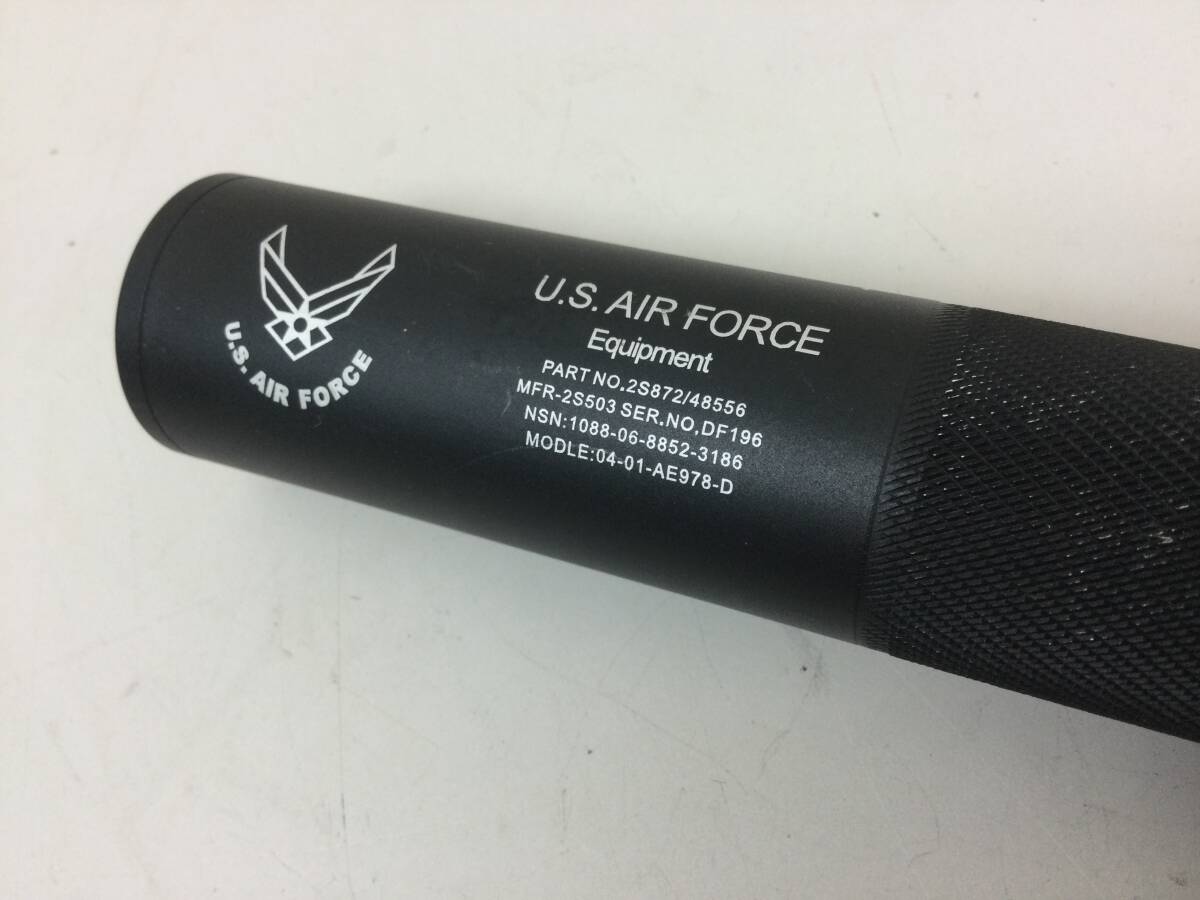 U.S. AIR FORCE
U.S. AIR FORCE
Equipment
PART NO.2S872/48556
MFR-2S503 SER.NO,DF196
NSN:1088-06-8852-3186
MODLE:04-01-AE978-D